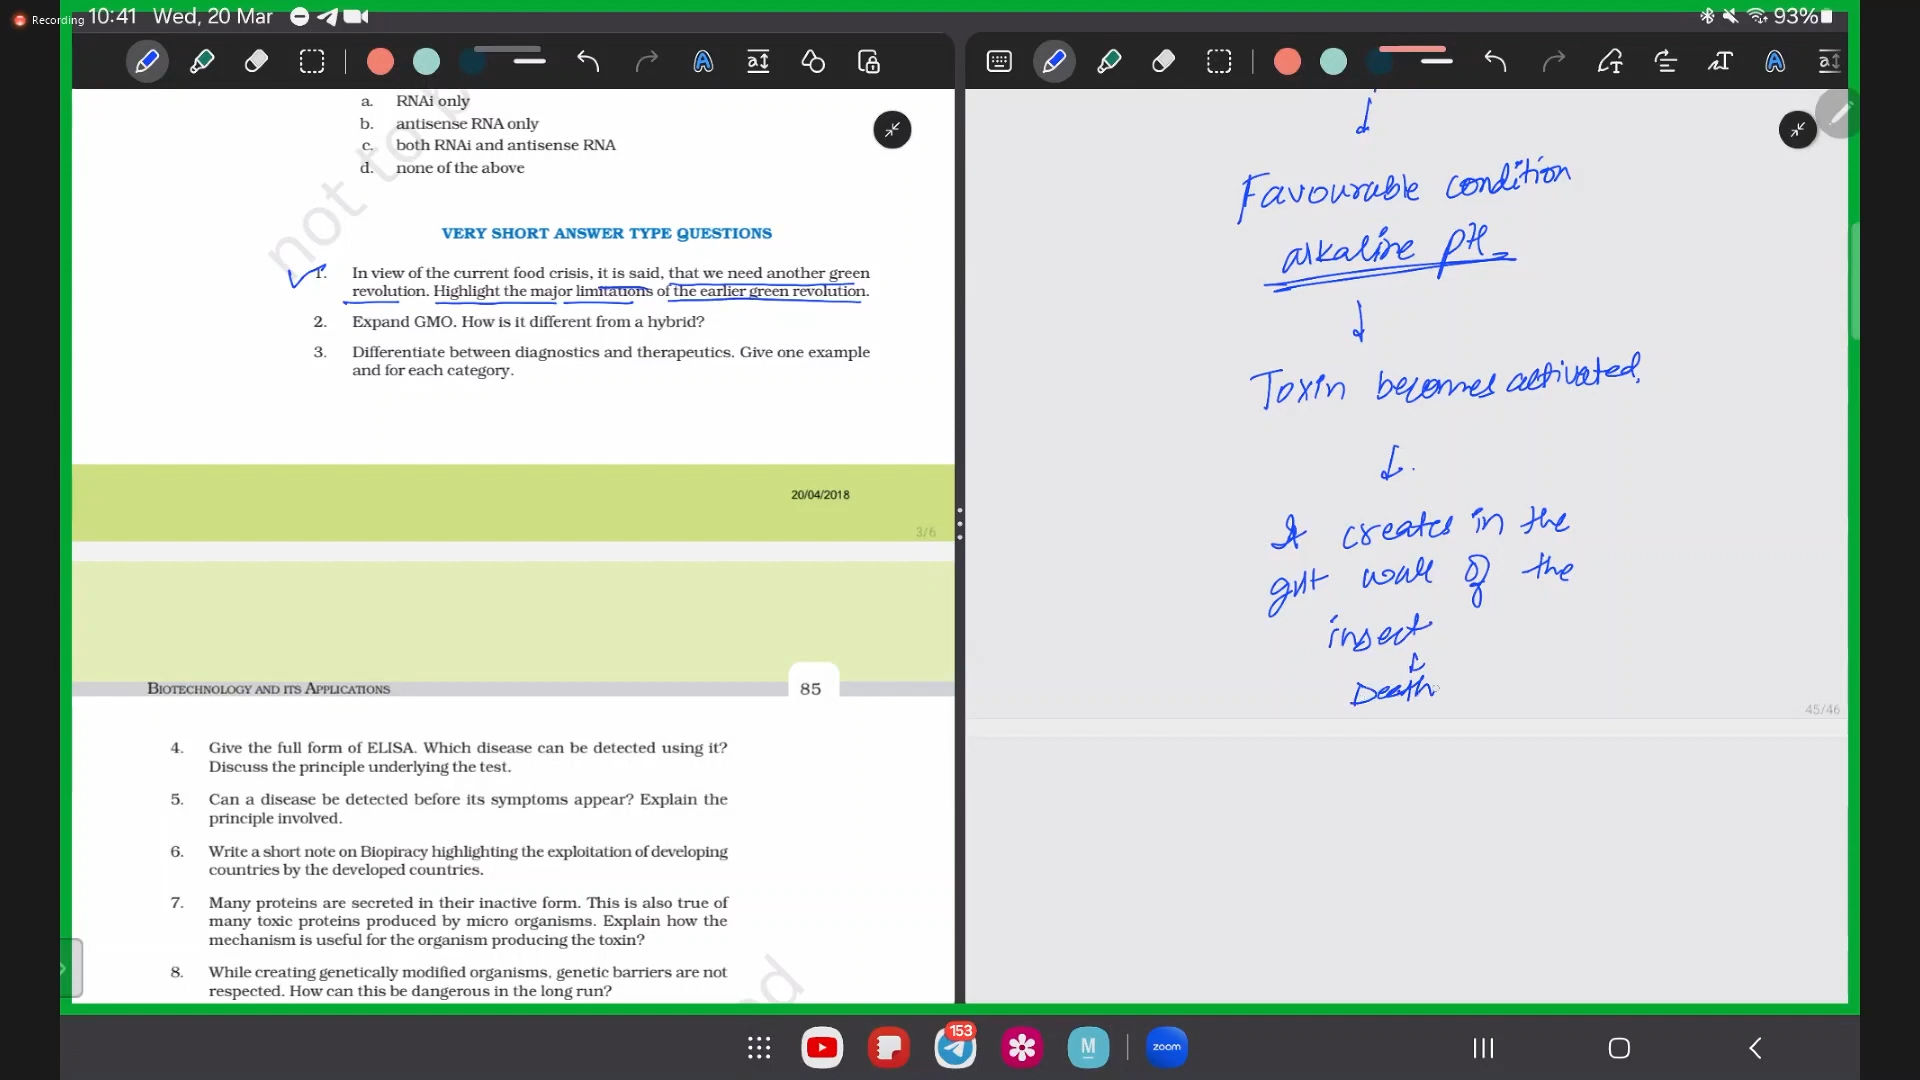 Recording 10:41 Wed, 20 Mar 93%
a. RNAi only
b. antisense RNA only
c. both RNAi and antisense RNA
d. none of the above
not to b
VERY SHORT ANSWER TYPE QUESTIONS
1. In view of the current food crisis, it is said, that we need another green
revolution. Highlight the major limitations of the earlier green revolution.
2. Expand GMO. How is it different from a hybrid?
3. Differentiate between diagnostics and therapeutics. Give one example
and for each category.
20/04/2018
3/6
BIOTECHNOLOGY AND ITS APPLICATIONS 85
4. Give the full form of ELISA. Which disease can be detected using it?
Discuss the principle underlying the test.
5. Can a disease be detected before its symptoms appear? Explain the
principle involved.
6. Write a short note on Biopiracy highlighting the exploitation of developing
countries by the developed countries.
7. Many proteins are secreted in their inactive form. This is also true of
many toxic proteins produced by micro organisms. Explain how the
mechanism is useful for the organism producing the toxin?
8. While creating genetically modified organisms, genetic barriers are not
respected. How can this be dangerous in the long run?
Favourable condition
alkaline pH
Toxin becomes activated.
It creates in the
gut wall of the
insect
Death
45/46
153
M
zoom